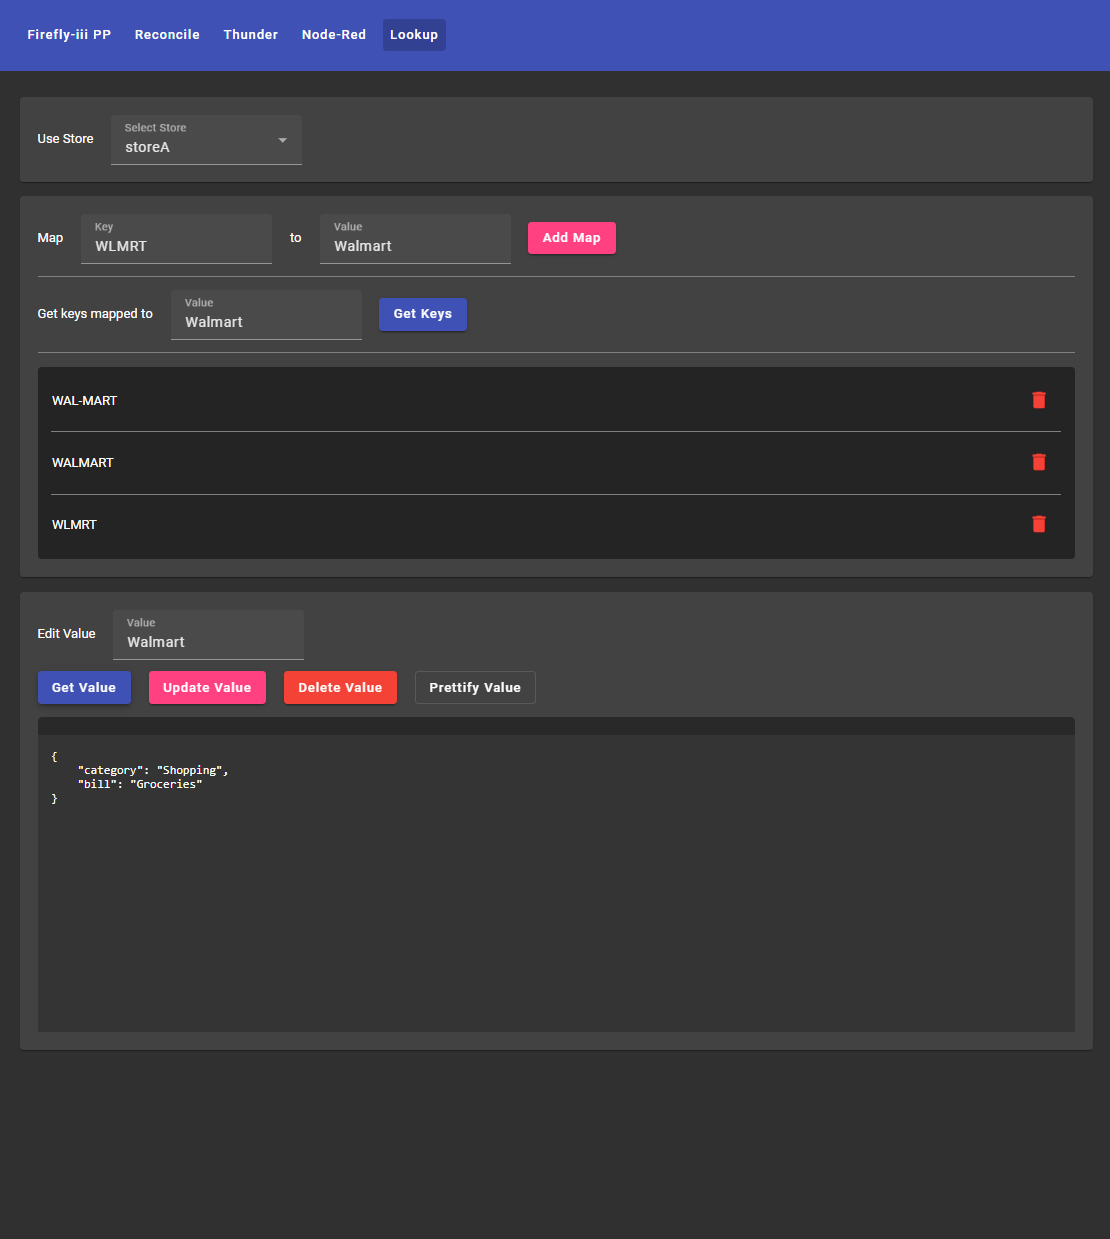 Firefly-iii PP Reconcile Thunder Node-Red Lookup
Select Store
Use Store storeA
Key Value
Map WLMRT to Walmart Add Map
Value
Get keys mapped to Walmart Get Keys
WAL-MART
WALMART
WLMRT
Value
Edit Value Walmart
Get Value Update Value Delete Value Prettify Value
{
    "category": "Shopping",
    "bill": "Groceries"
}